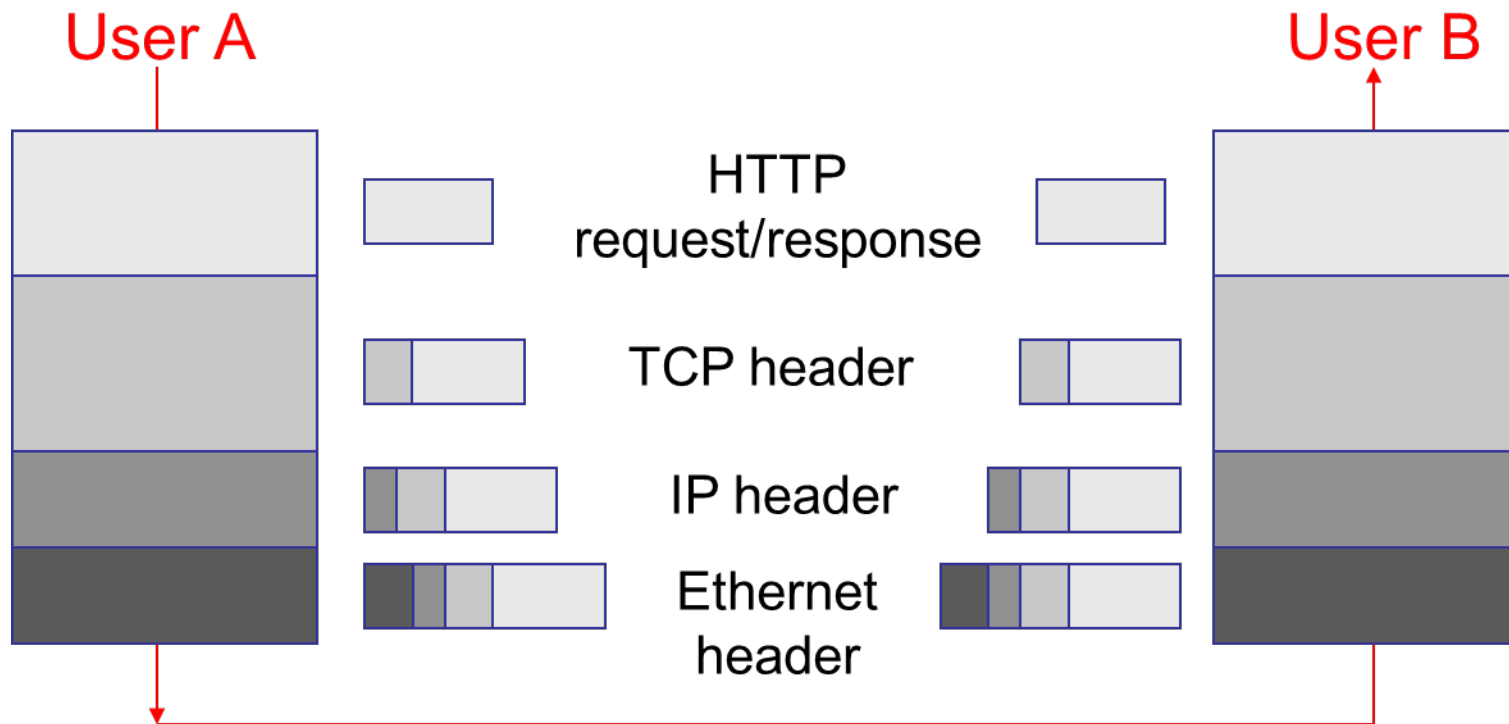 User A
User B
HTTP
request/response
TCP header
IP header
Ethernet
header